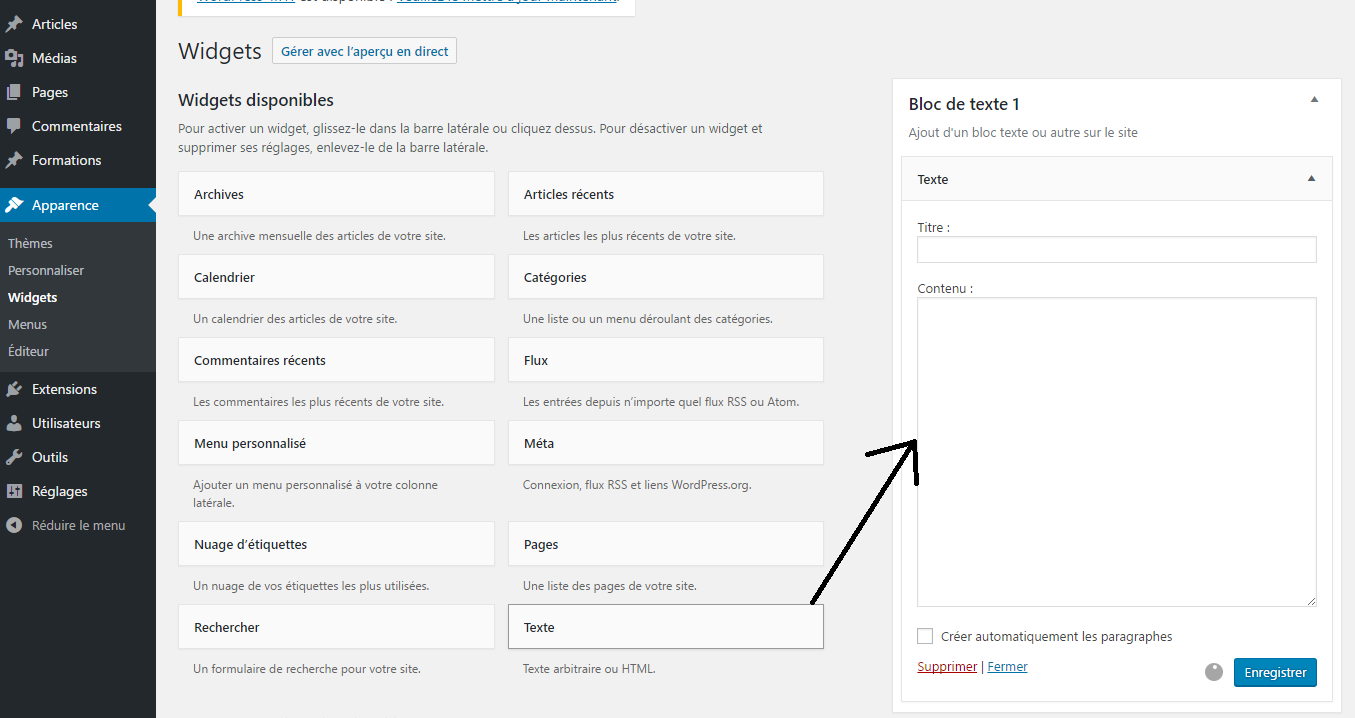 Articles
Médias
Pages
Commentaires
Formations
Apparence
Thèmes
Personnaliser
Widgets
Menus
Éditeur
Extensions
Utilisateurs
Outils
Réglages
Réduire le menu
est disponible !
Widgets
Gérer avec l’aperçu en direct
Widgets disponibles
Pour activer un widget, glissez-le dans la barre latérale ou cliquez dessus. Pour désactiver un widget et
supprimer ses réglages, enlevez-le de la barre latérale.
Archives
Une archive mensuelle des articles de votre site.
Articles récents
Les articles les plus récents de votre site.
Calendrier
Un calendrier des articles de votre site.
Catégories
Une liste ou un menu déroulant des catégories.
Commentaires récents
Les commentaires les plus récents de votre site.
Flux
Les entrées depuis n’importe quel flux RSS ou Atom.
Menu personnalisé
Ajouter un menu personnalisé à votre colonne
latérale.
Méta
Connexion, flux RSS et liens WordPress.org.
Nuage d’étiquettes
Un nuage de vos étiquettes les plus utilisées.
Pages
Une liste des pages de votre site.
Rechercher
Un formulaire de recherche pour votre site.
Texte
Texte arbitraire ou HTML.
Bloc de texte 1
Ajout d'un bloc texte ou autre sur le site
Texte
Titre :
Contenu :
Créer automatiquement les paragraphes
Supprimer | Fermer
Enregistrer